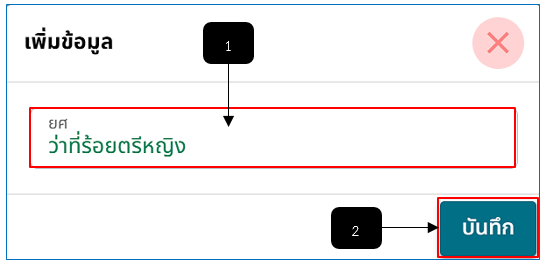 เพิ่มข้อมูล
1
ยศ
ว่าที่ร้อยตรีหญิง
2
บันทึก